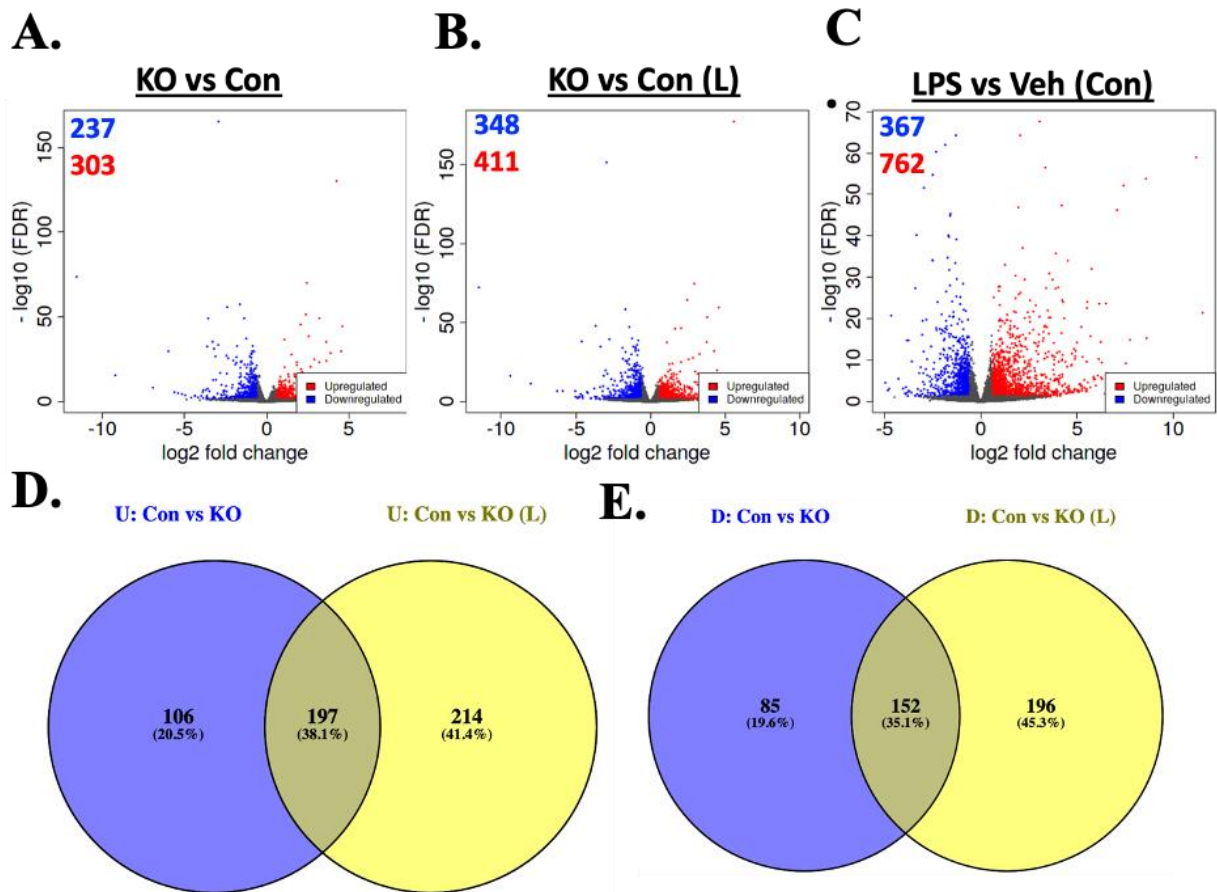 A.
KO vs Con
237
303
150
100
50
0
- log10 (FDR)
-10
-5
0
5
log2 fold change
Upregulated
Downregulated
B.
KO vs Con (L)
348
411
150
100
50
0
- log10 (FDR)
-10
-5
0
5
10
log2 fold change
Upregulated
Downregulated
C
.
LPS vs Veh (Con)
367
762
70
60
50
40
30
20
10
0
- log10 (FDR)
-5
0
5
10
log2 fold change
Upregulated
Downregulated
D.
U: Con vs KO
U: Con vs KO (L)
106
(20.5%)
197
(38.1%)
214
(41.4%)
E.
D: Con vs KO
D: Con vs KO (L)
85
(19.6%)
152
(35.1%)
196
(45.3%)